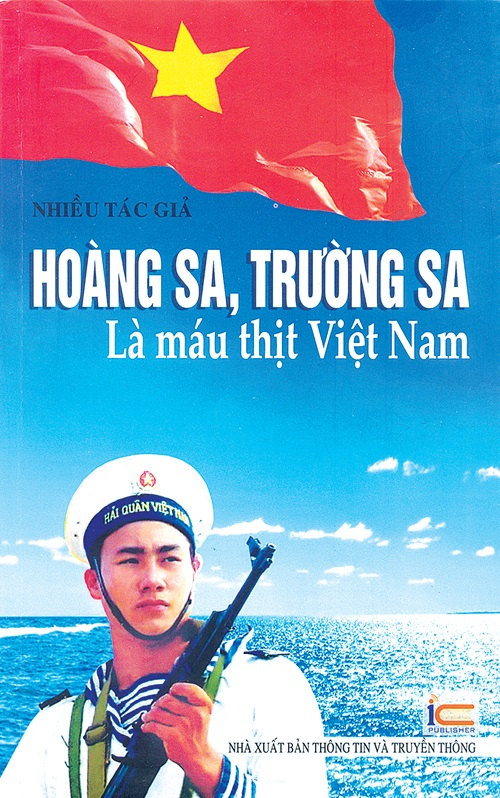 NHIỀU TÁC GIẢ
HOÀNG SA, TRƯỜNG SA
Là máu thịt Việt Nam
HẢI QUÂN VIỆT NAM
ic
PUBLISHER
NHÀ XUẤT BẢN THÔNG TIN VÀ TRUYỀN THÔNG